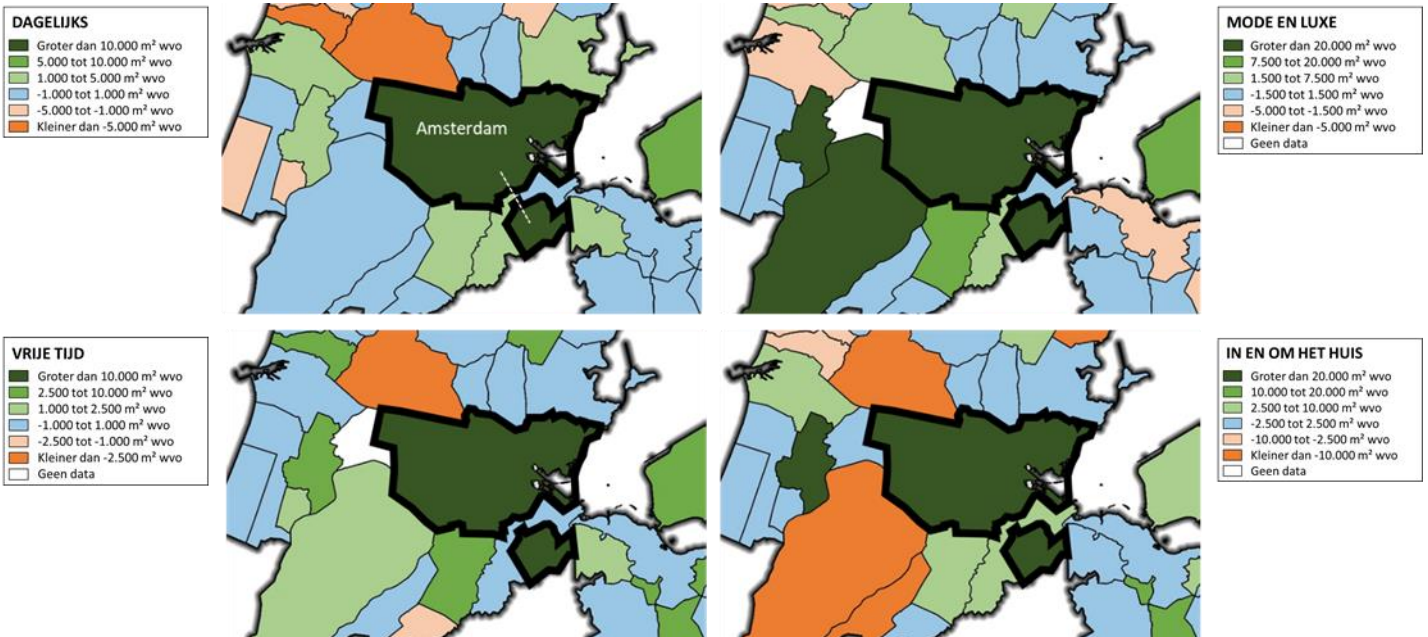 DAGELIJKS
Groter dan 10.000 m² wvo
5.000 tot 10.000 m² wvo
1.000 tot 5.000 m² wvo
-1.000 tot 1.000 m² wvo
-5.000 tot -1.000 m² wvo
Kleiner dan -5.000 m² wvo
Amsterdam
MODE EN LUXE
Groter dan 20.000 m² wvo
7.500 tot 20.000 m² wvo
1.500 tot 7.500 m² wvo
-1.500 tot 1.500 m² wvo
-5.000 tot -1.500 m² wvo
Kleiner dan -5.000 m² wvo
Geen data
VRIJE TIJD
Groter dan 10.000 m² wvo
2.500 tot 10.000 m² wvo
1.000 tot 2.500 m² wvo
-1.000 tot 1.000 m² wvo
-2.500 tot -1.000 m² wvo
Kleiner dan -2.500 m² wvo
Geen data
IN EN OM HET HUIS
Groter dan 20.000 m² wvo
10.000 tot 20.000 m² wvo
2.500 tot 10.000 m² wvo
-2.500 tot 2.500 m² wvo
-10.000 tot -2.500 m² wvo
Kleiner dan -10.000 m² wvo
Geen data